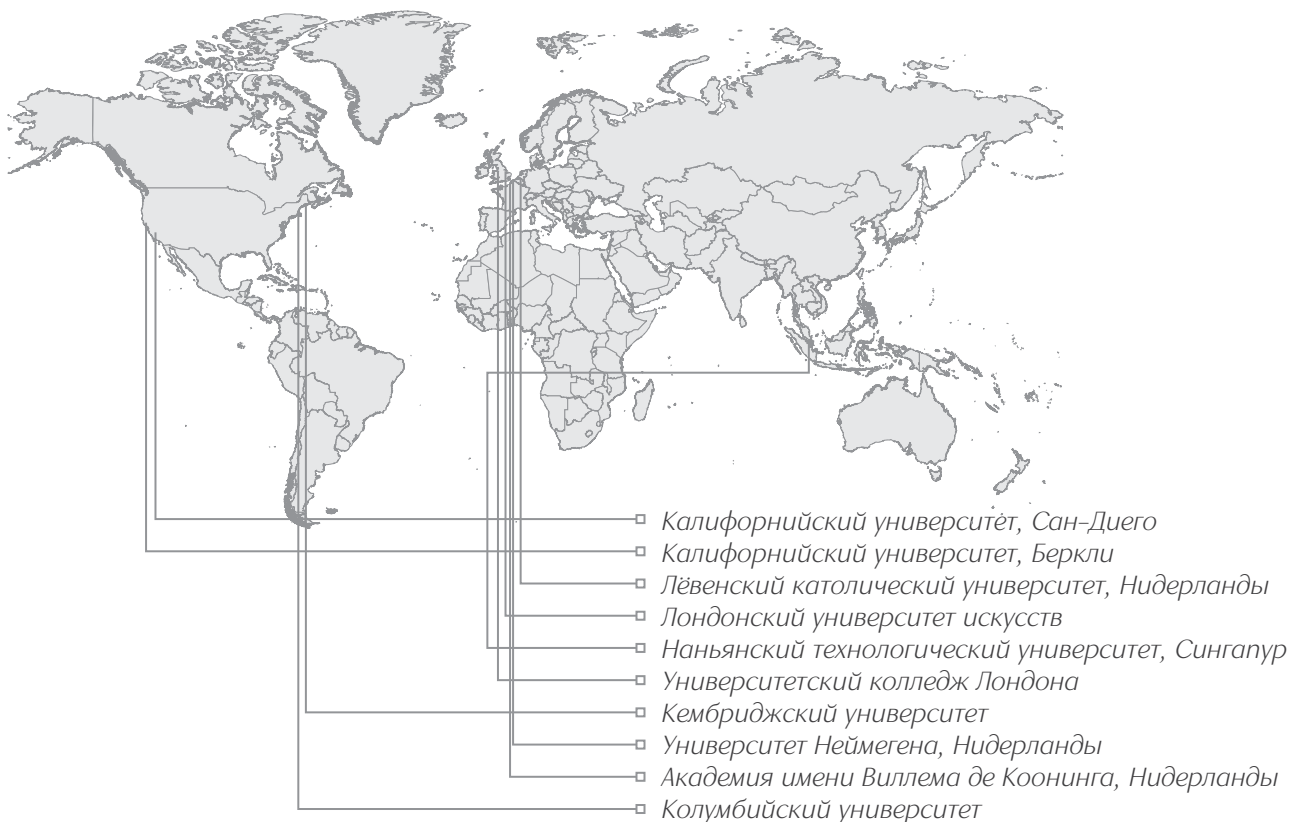 Калифорнийский университет, Сан-Диего
Калифорнийский университет, Беркли
Лёвенский католический университет, Нидерланды
Лондонский университет искусств
Наньянский технологический университет, Сингапур
Университетский колледж Лондона
Кембриджский университет
Университет Неймегена, Нидерланды
Академия имени Виллема де Коонинга, Нидерланды
Колумбийский университет